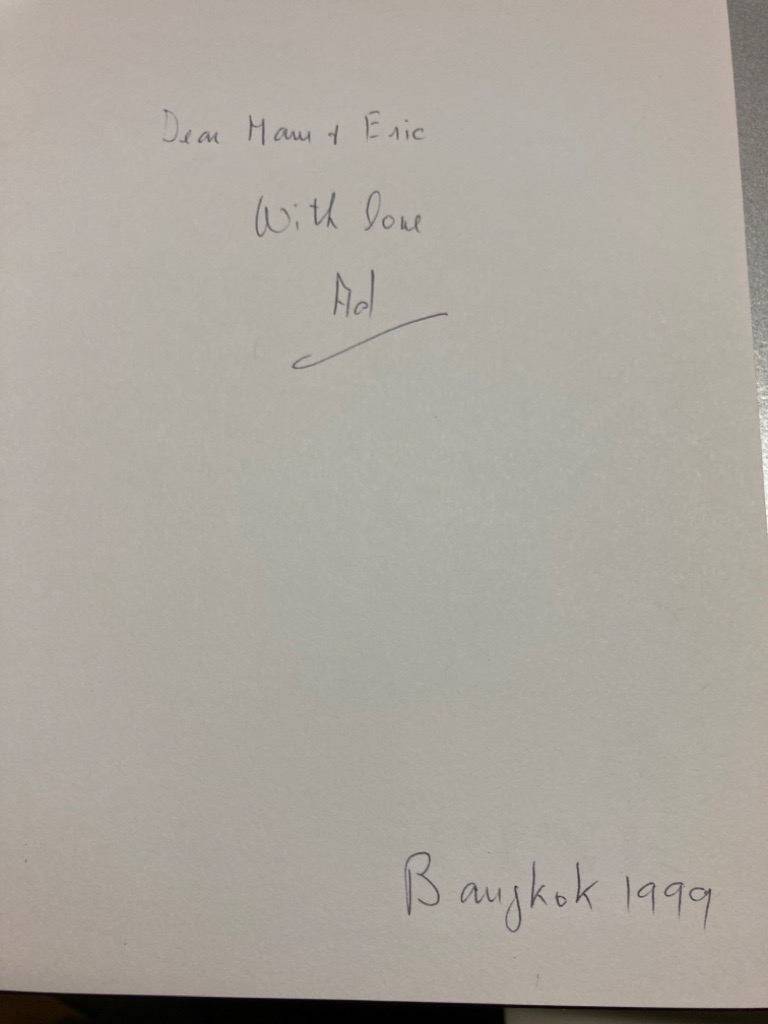 Dear Mam + Eric
With love
Ad
Bangkok 1999